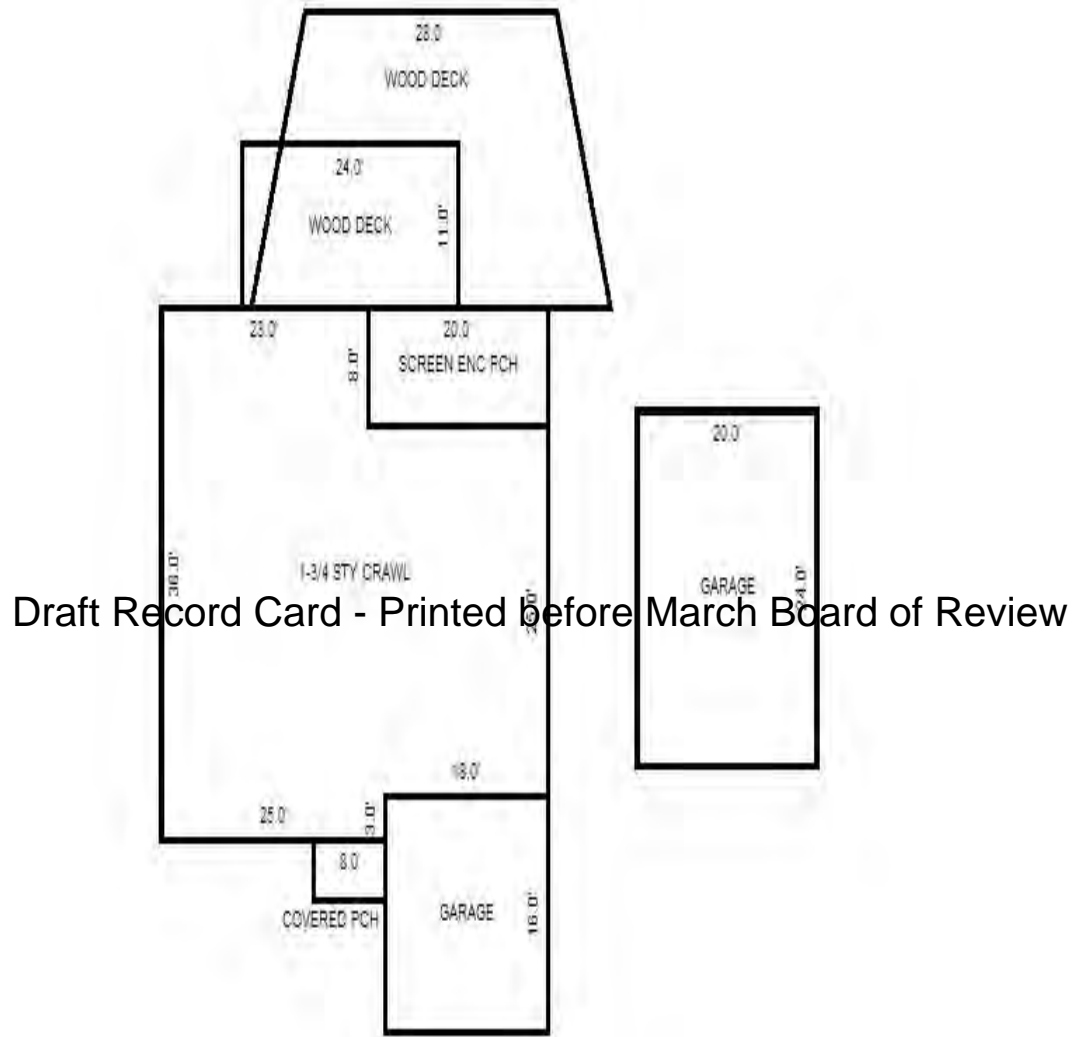 28.0
WOOD DECK
24.0'
WOOD DECK
11.0'
23.0'
8.0'
20.0
SCREEN ENC PCH
20.0
36.0'
1-3/4 STY CRAWL
GARAGE
24.0'
Draft Record Card - Printed before March Board of Review
18.0'
25.0'
3.0'
8.0
COVERED PCH
GARAGE
16.0'